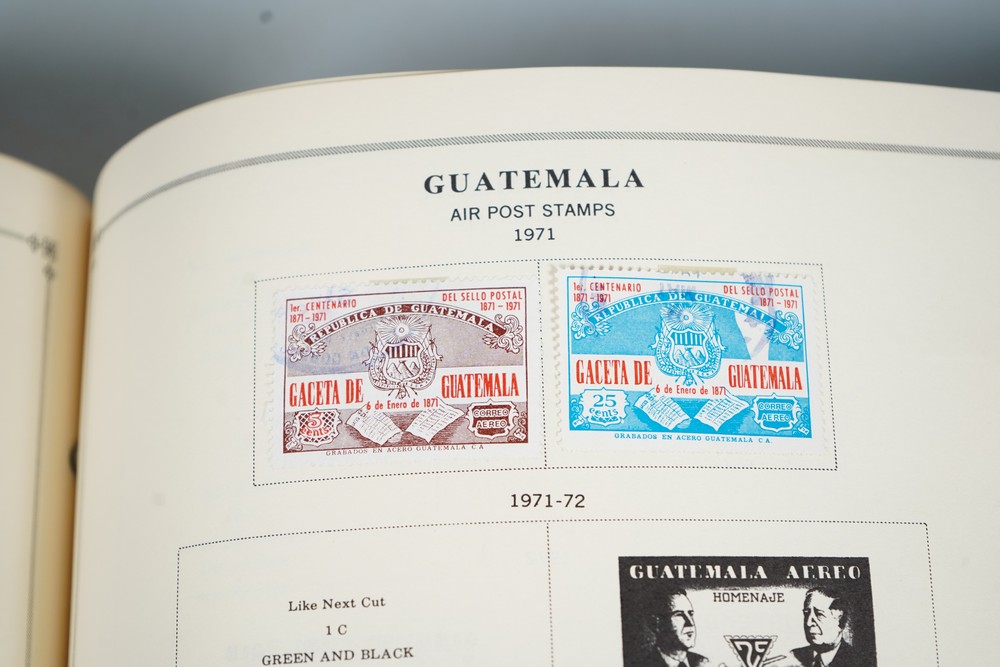 GUATEMALA
AIR POST STAMPS
1971
1er. CENTENARIO DEL SELLO POSTAL
1871-1971 1871-1971
REPUBLICA DE GUATEMALA
GACETA DE GUATEMALA
6 de Enero de 1871
5 cents. CORREO AEREO
GRABADOS EN ACERO GUATEMALA C A.
1er. CENTENARIO DEL SELLO POSTAL
1871-1971 1871-1971
REPUBLICA DE GUATEMALA
GACETA DE GUATEMALA
6 de Enero de 1871
25 cents CORREO AEREO
GRABADOS EN ACERO GUATEMALA C A.
1971-72
Like Next Cut
1 C
GREEN AND BLACK
GUATEMALA AEREO
HOMENAJE